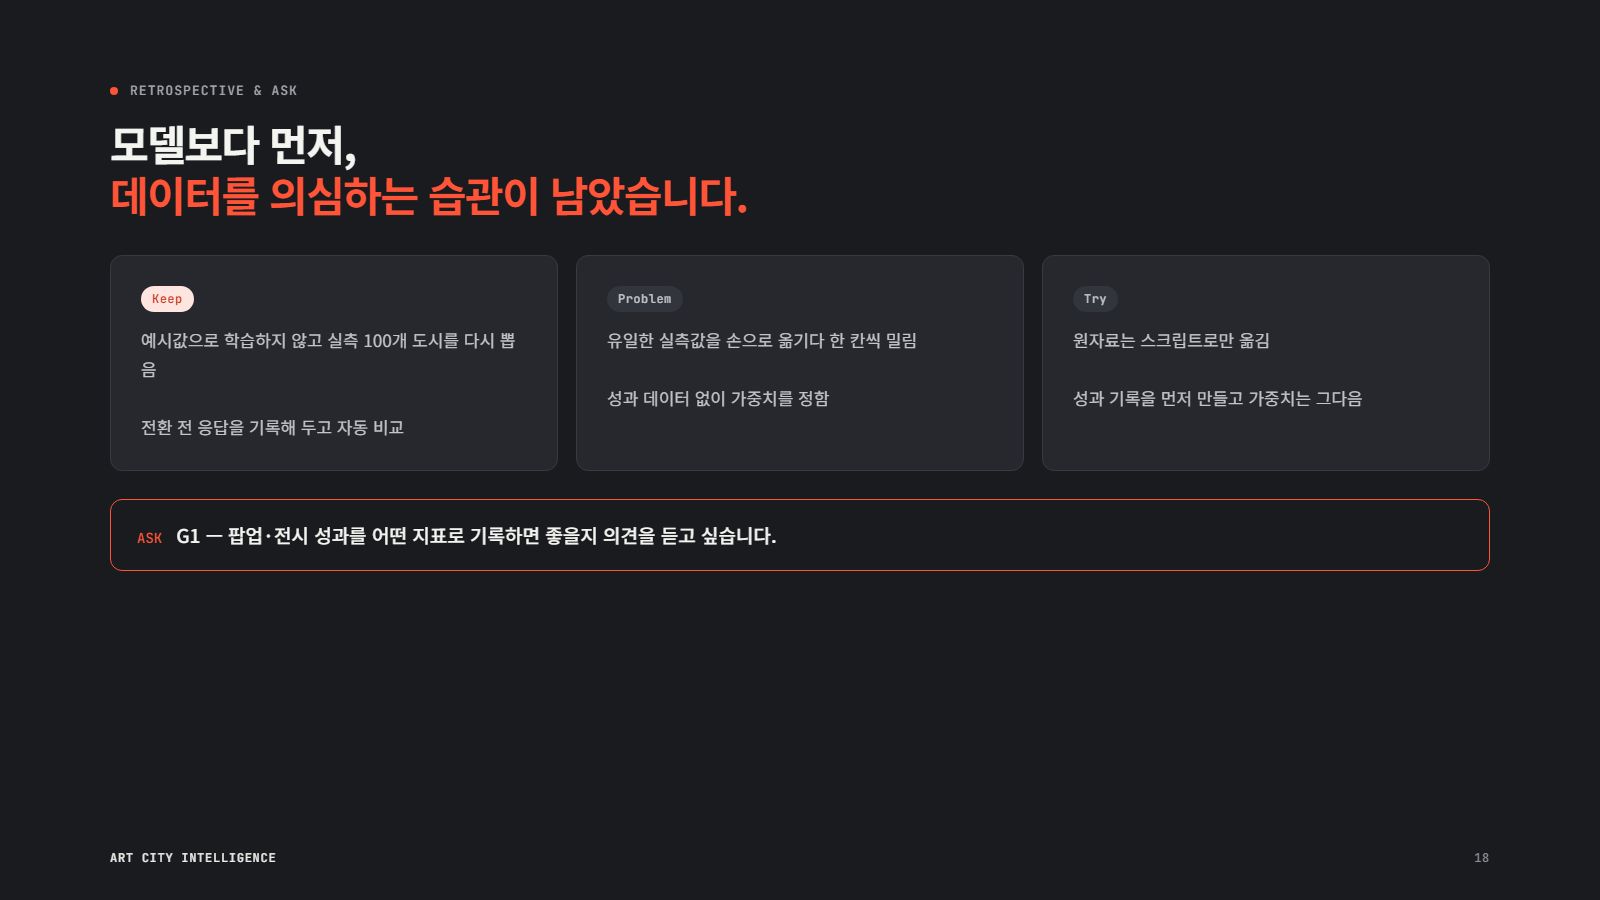 RETROSPECTIVE & ASK
모델보다 먼저,
데이터를 의심하는 습관이 남았습니다.
Keep
예시값으로 학습하지 않고 실측 100개 도시를 다시 뽑
음
전환 전 응답을 기록해 두고 자동 비교
Problem
유일한 실측값을 손으로 옮기다 한 칸씩 밀림
성과 데이터 없이 가중치를 정함
Try
원자료는 스크립트로만 옮김
성과 기록을 먼저 만들고 가중치는 그다음
ASK G1 — 팝업·전시 성과를 어떤 지표로 기록하면 좋을지 의견을 듣고 싶습니다.
ART CITY INTELLIGENCE
18